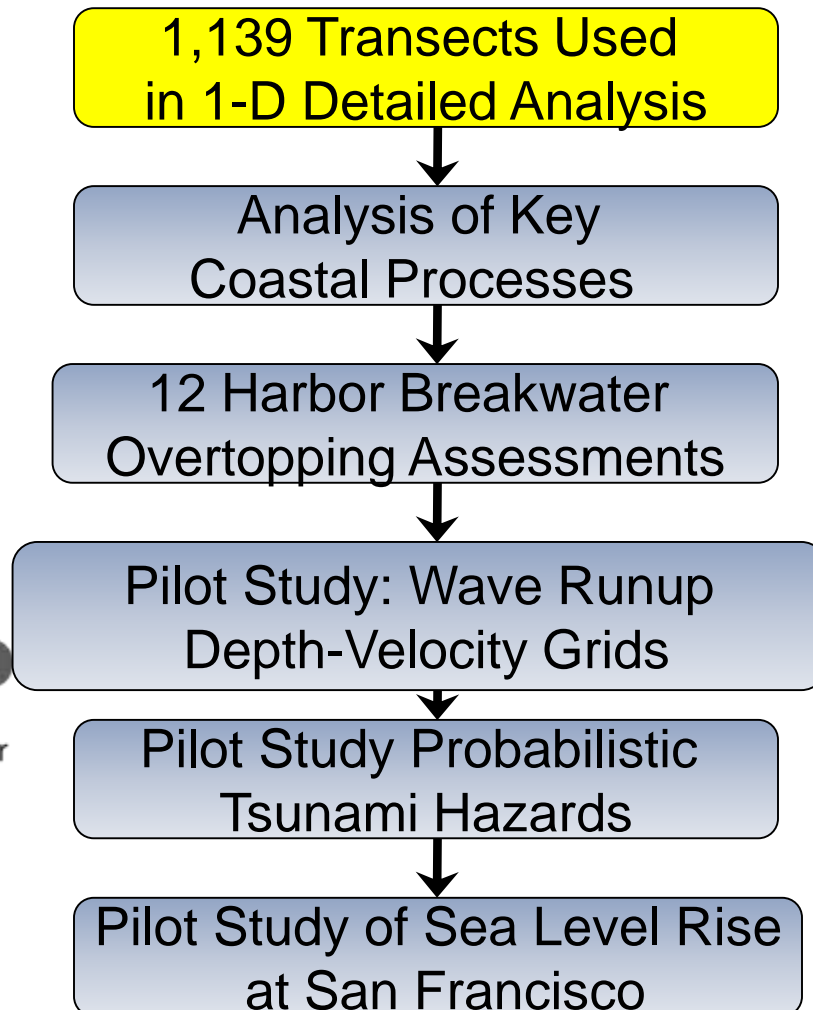 1,139 Transects Used
in 1-D Detailed Analysis
Analysis of Key
Coastal Processes
12 Harbor Breakwater
Overtopping Assessments
Pilot Study: Wave Runup
Depth-Velocity Grids
Pilot Study Probabilistic
Tsunami Hazards
Pilot Study of Sea Level Rise
at San Francisco